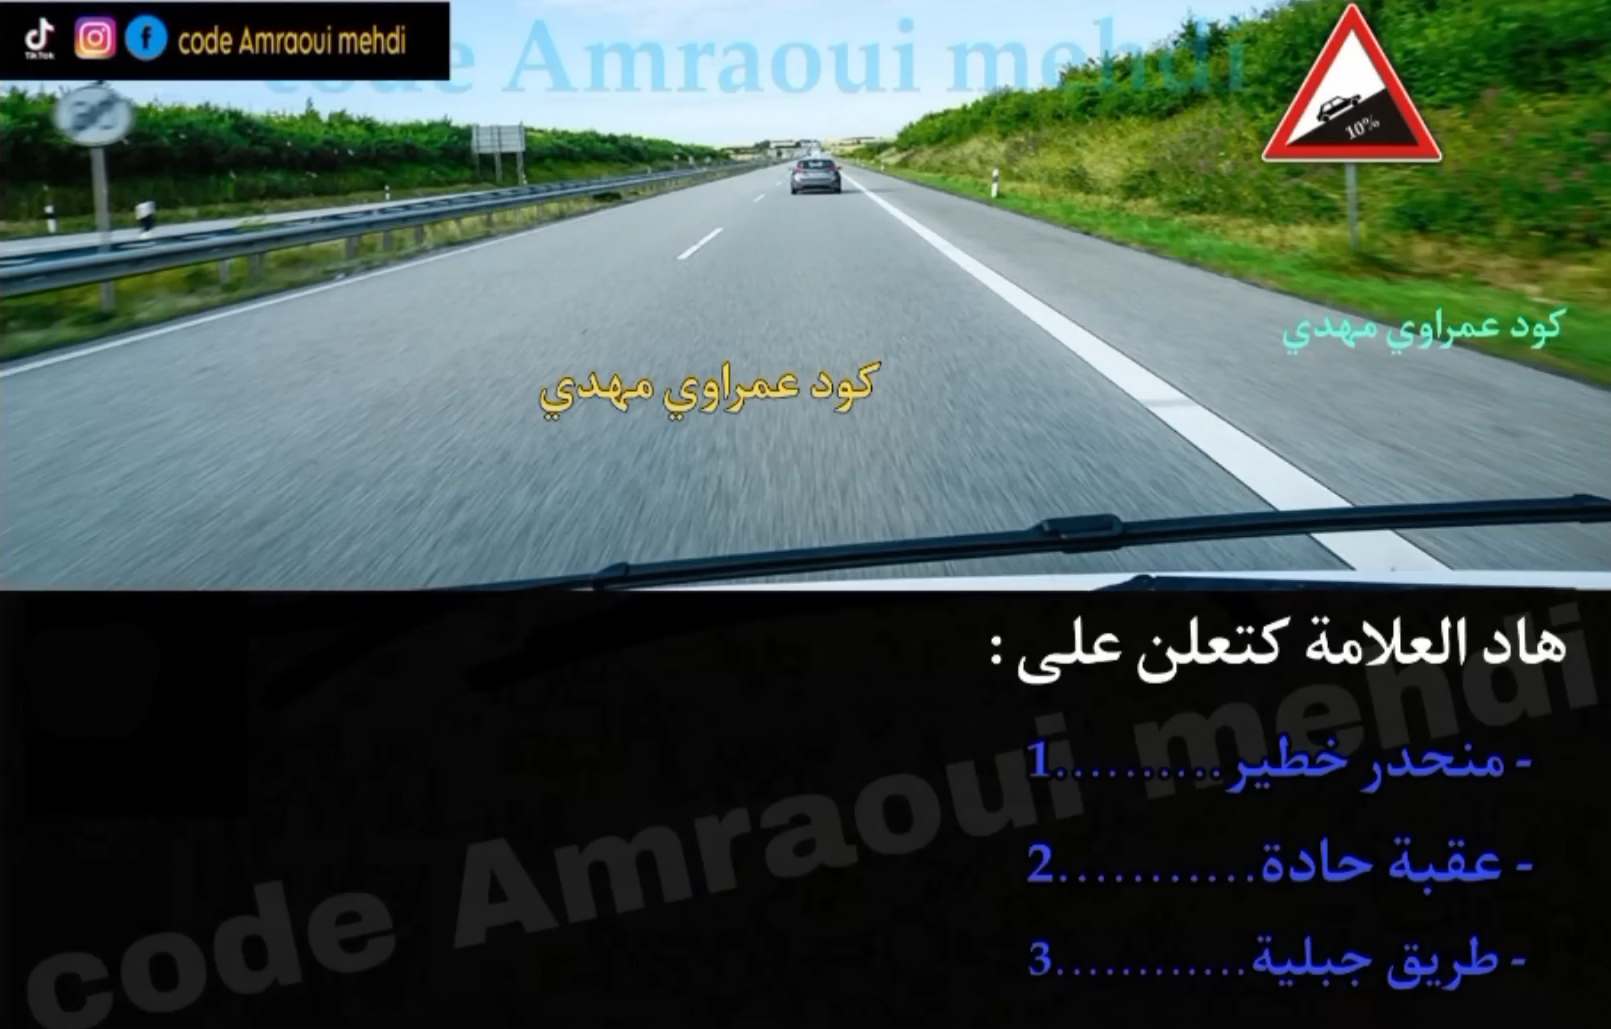 TikTok
code Amraoui mehdi
code Amraoui mehdi
10%
كود عمراوي مهدي
كود عمراوي مهدي
هاد العلامة كتعلن على :
- منحدر خطير..........1
- عقبة حادة...........2
- طريق جبلية............3
code Amraoui mehdi